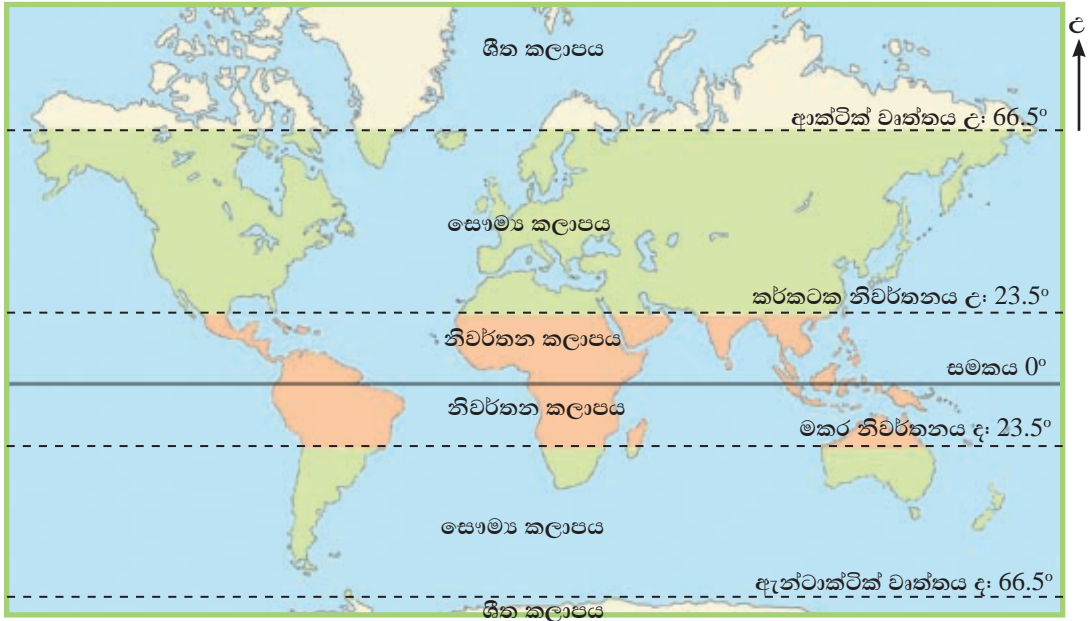 උ
ශීත කලාපය
ආක්ටික් වෘත්තය උ: 66.5°
සෞම්‍ය කලාපය
කර්කටක නිවර්තනය උ: 23.5°
නිවර්තන කලාපය
සමකය 0°
නිවර්තන කලාපය
මකර නිවර්තනය ද: 23.5°
සෞම්‍ය කලාපය
ඇන්ටාක්ටික් වෘත්තය ද: 66.5°
ශීත කලාපය